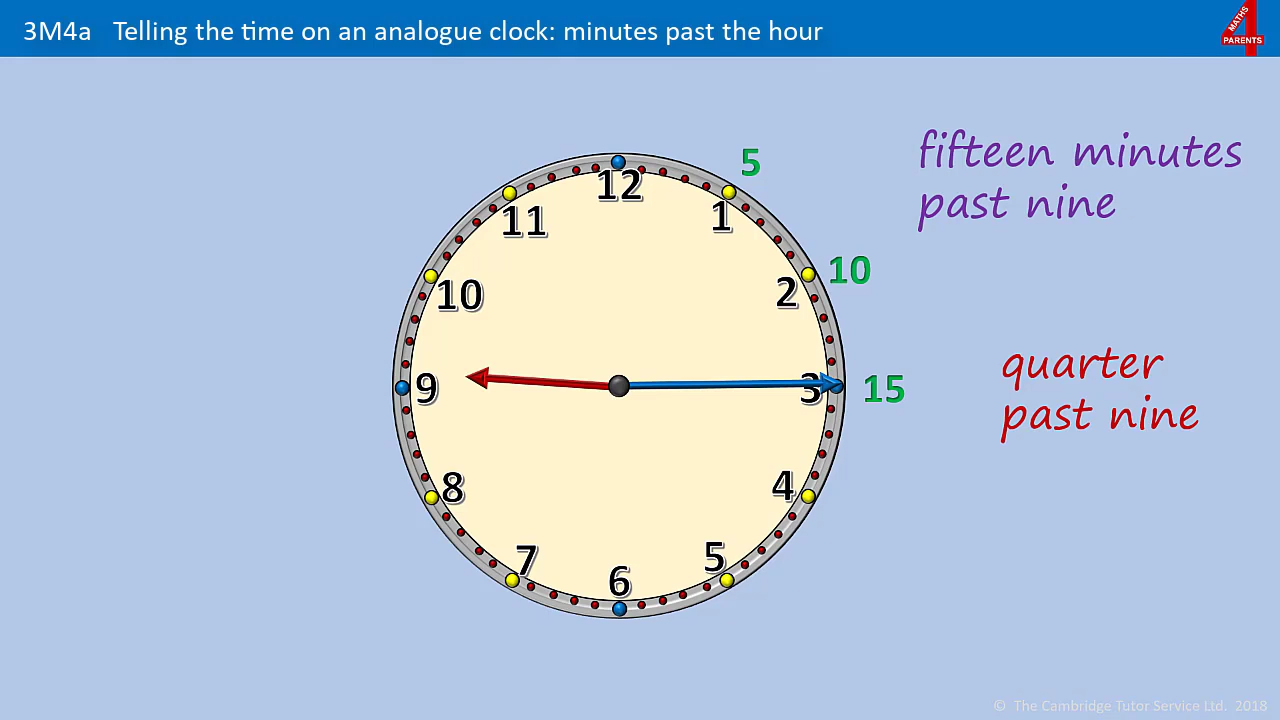 3M4a Telling the time on an analogue clock: minutes past the hour
MATHS
4
PARENTS
fifteen minutes
past nine
5
12
11
1
10
10
2
quarter
past nine
9
3
15
8
4
7
5
6
© The Cambridge Tutor Service Ltd. 2018